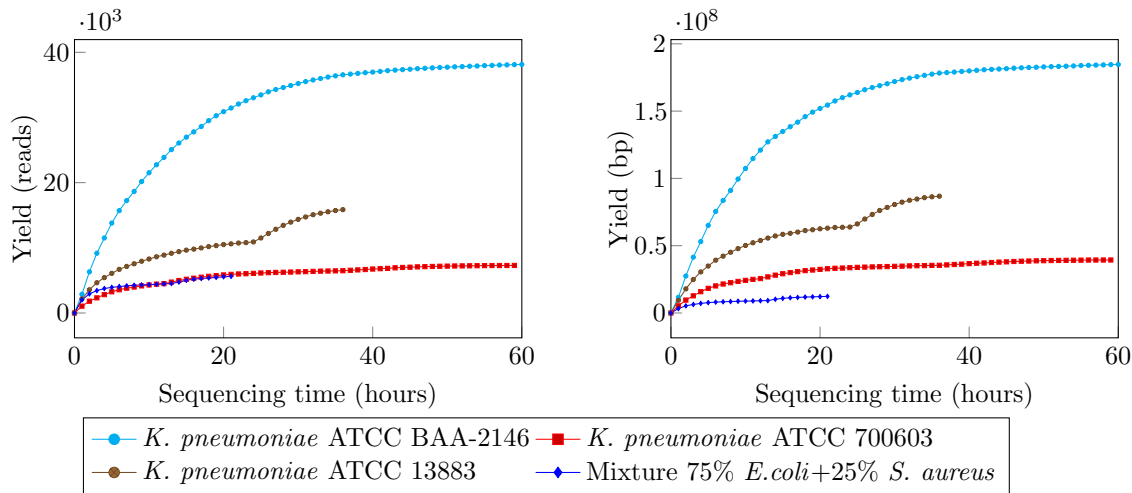 ·10³
40
20
0
Yield (reads)
0
20
40
60
Sequencing time (hours)
·10⁸
2
1.5
1
0.5
0
Yield (bp)
0
20
40
60
Sequencing time (hours)
K. pneumoniae ATCC BAA-2146
K. pneumoniae ATCC 700603
K. pneumoniae ATCC 13883
Mixture 75% E.coli+25% S. aureus